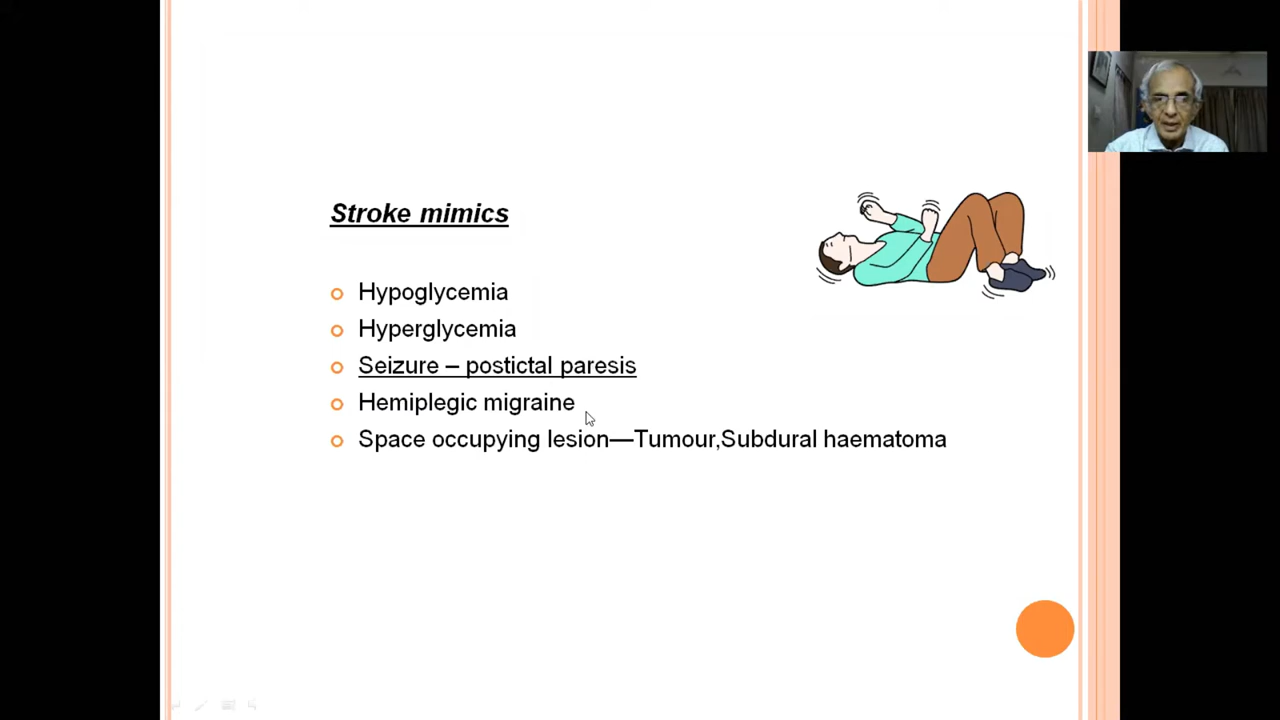 Stroke mimics
Hypoglycemia
Hyperglycemia
Seizure – postictal paresis
Hemiplegic migraine
Space occupying lesion—Tumour,Subdural haematoma